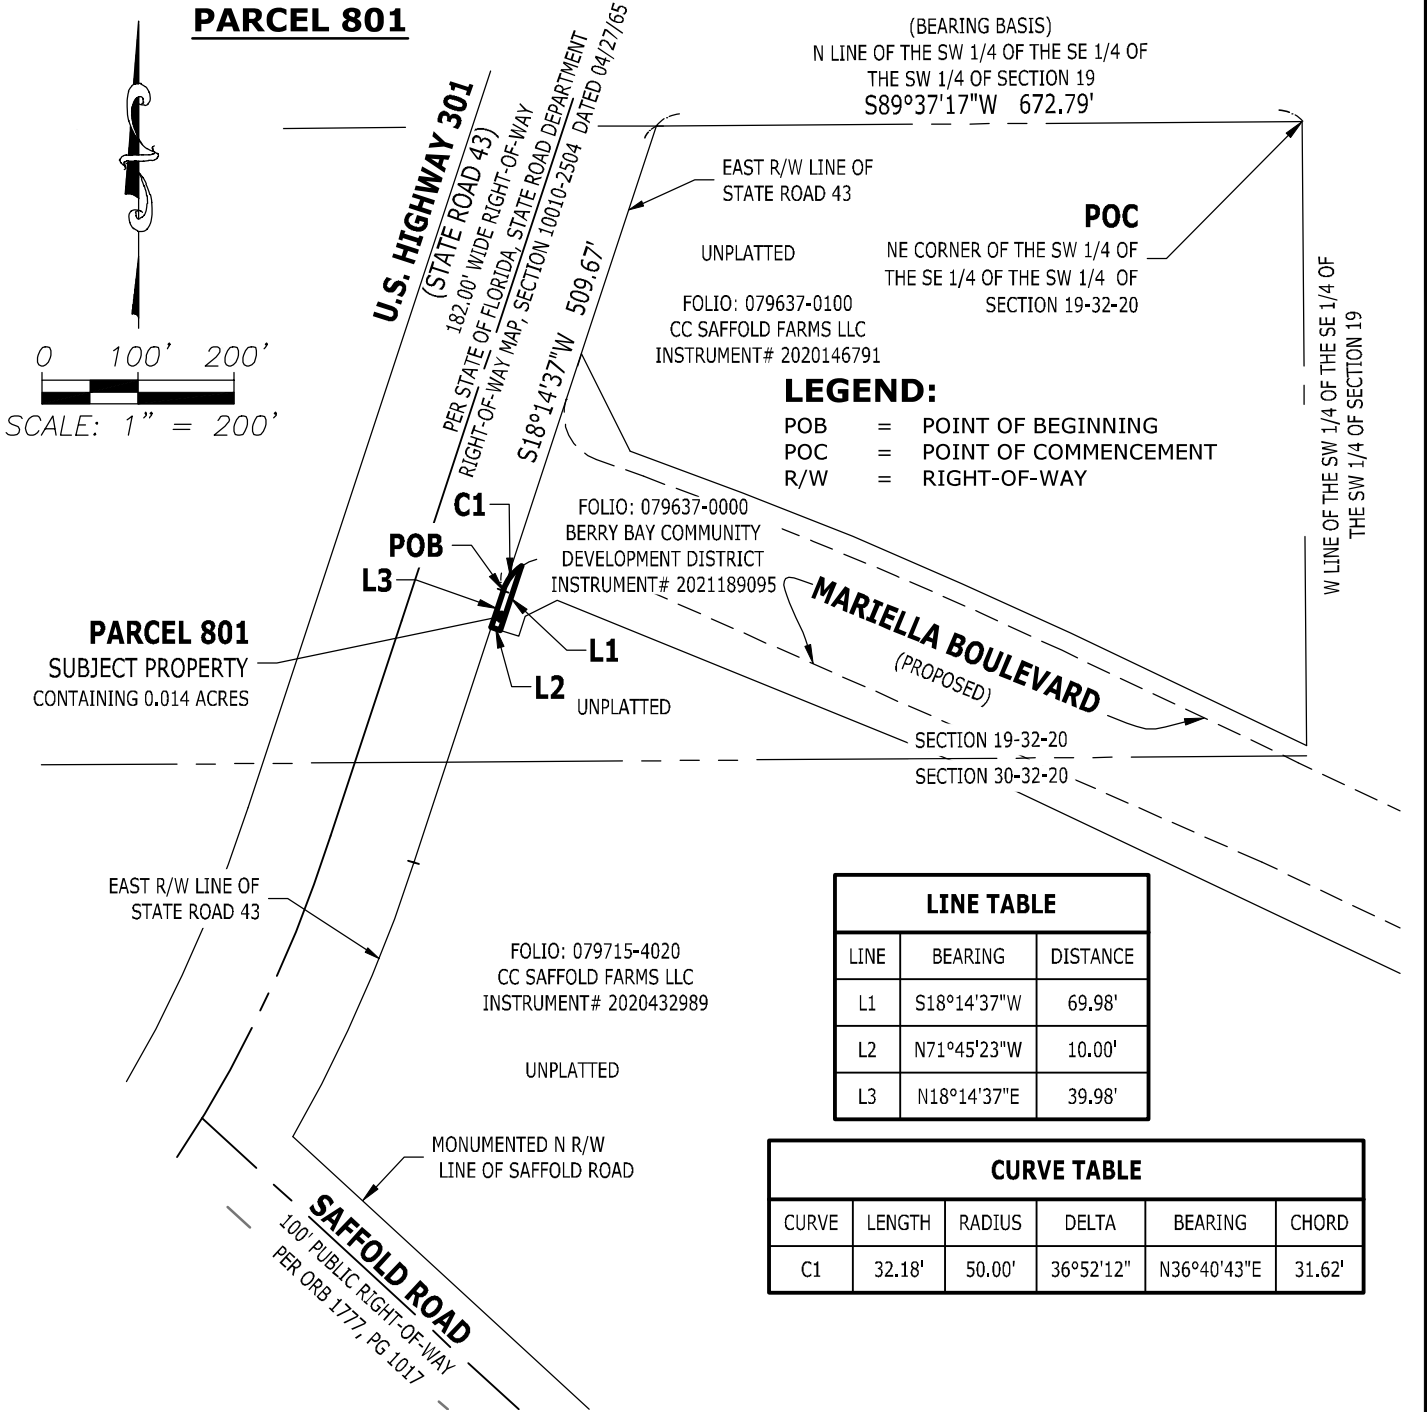 PARCEL 801
(BEARING BASIS)
N LINE OF THE SW 1/4 OF THE SE 1/4 OF
THE SW 1/4 OF SECTION 19
S89°37'17"W 672.79'
U.S. HIGHWAY 301
(STATE ROAD 43)
182.00' WIDE RIGHT-OF-WAY
PER STATE OF FLORIDA, STATE ROAD DEPARTMENT
RIGHT-OF-WAY MAP, SECTION 10010-2504 DATED 04/27/65
S18°14'37"W 509.67'
EAST R/W LINE OF
STATE ROAD 43
UNPLATTED
FOLIO: 079637-0100
CC SAFFOLD FARMS LLC
INSTRUMENT# 2020146791
POC
NE CORNER OF THE SW 1/4 OF
THE SE 1/4 OF THE SW 1/4 OF
SECTION 19-32-20
W LINE OF THE SW 1/4 OF THE SE 1/4 OF
THE SW 1/4 OF SECTION 19
0 100' 200'
SCALE: 1" = 200'
LEGEND:
POB = POINT OF BEGINNING
POC = POINT OF COMMENCEMENT
R/W = RIGHT-OF-WAY
C1
POB
L3
FOLIO: 079637-0000
BERRY BAY COMMUNITY
DEVELOPMENT DISTRICT
INSTRUMENT# 2021189095
MARIELLA BOULEVARD
(PROPOSED)
PARCEL 801
SUBJECT PROPERTY
CONTAINING 0.014 ACRES
L1
L2
UNPLATTED
SECTION 19-32-20
SECTION 30-32-20
EAST R/W LINE OF
STATE ROAD 43
FOLIO: 079715-4020
CC SAFFOLD FARMS LLC
INSTRUMENT# 2020432989
UNPLATTED
MONUMENTED N R/W
LINE OF SAFFOLD ROAD
SAFFOLD ROAD
100' PUBLIC RIGHT-OF-WAY
PER ORB 1777, PG 1017
LINE TABLE
LINE BEARING DISTANCE
L1 S18°14'37"W 69.98'
L2 N71°45'23"W 10.00'
L3 N18°14'37"E 39.98'
CURVE TABLE
CURVE LENGTH RADIUS DELTA BEARING CHORD
C1 32.18' 50.00' 36°52'12" N36°40'43"E 31.62'